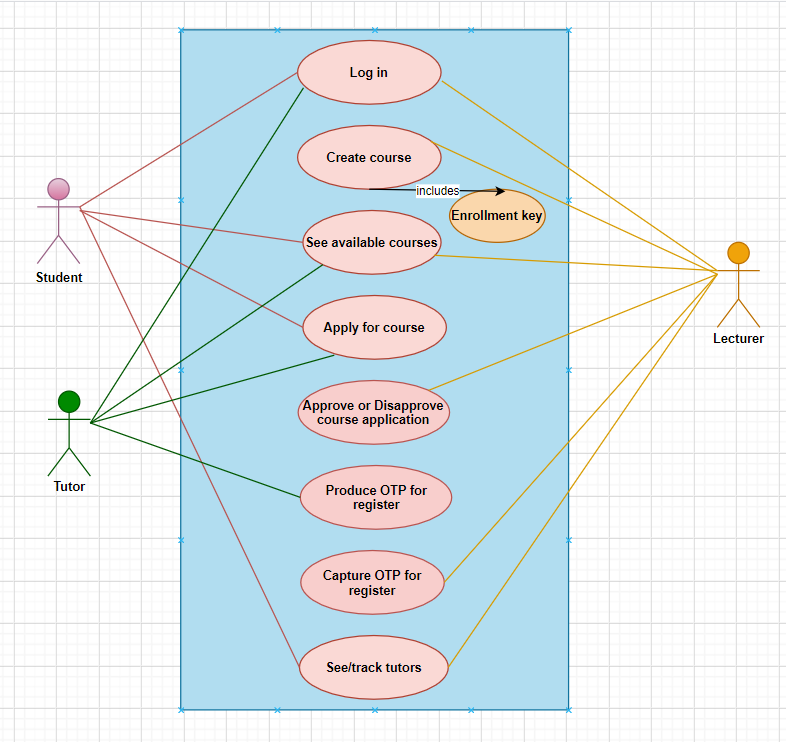 Log in
Create course
includes
Enrollment key
See available courses
Student
Apply for course
Lecturer
Approve or Disapprove
course application
Tutor
Produce OTP for
register
Capture OTP for
register
See/track tutors